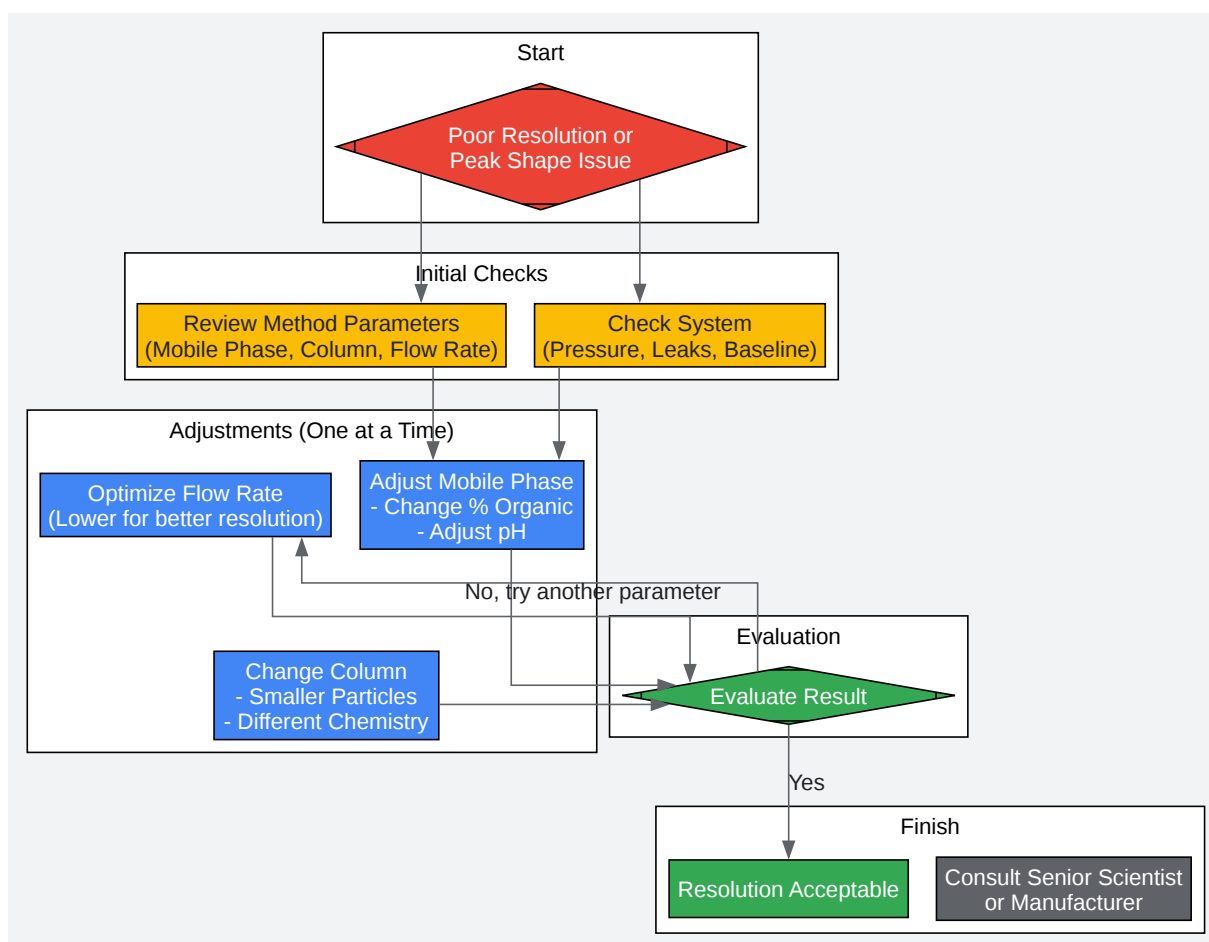 Start
Poor Resolution or
Peak Shape Issue
Initial Checks
Review Method Parameters
(Mobile Phase, Column, Flow Rate)
Check System
(Pressure, Leaks, Baseline)
Adjustments (One at a Time)
Optimize Flow Rate
(Lower for better resolution)
Adjust Mobile Phase
- Change % Organic
- Adjust pH
No, try another parameter
Change Column
- Smaller Particles
- Different Chemistry
Evaluation
Evaluate Result
Yes
Finish
Resolution Acceptable
Consult Senior Scientist
or Manufacturer